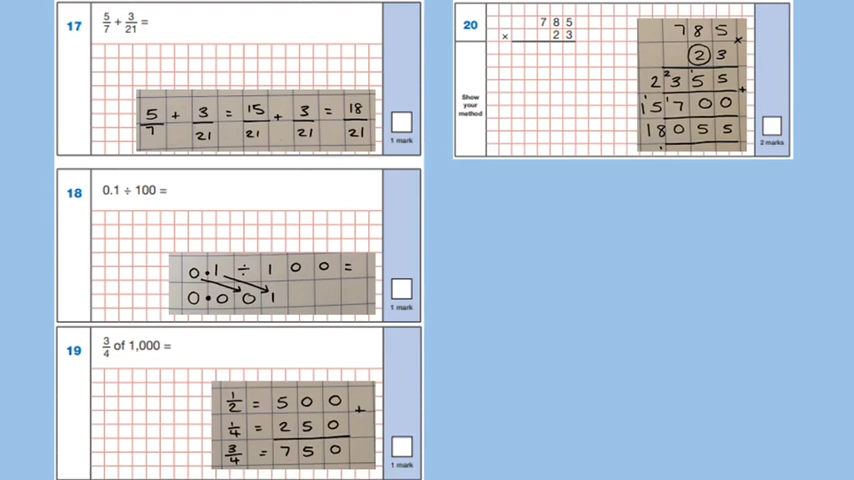 17
5/7 + 3/21 =
5/7 + 3/21 = 15/21 + 3/21 = 18/21
1 mark
18
0.1 ÷ 100 =
0.1 ÷ 100 =
0.001
1 mark
19
3/4 of 1,000 =
1/2 = 500 +
1/4 = 250
3/4 = 750
1 mark
20
785
× 23
Show
your
method
785 ×
23
2355 +
15700
18055
2 marks